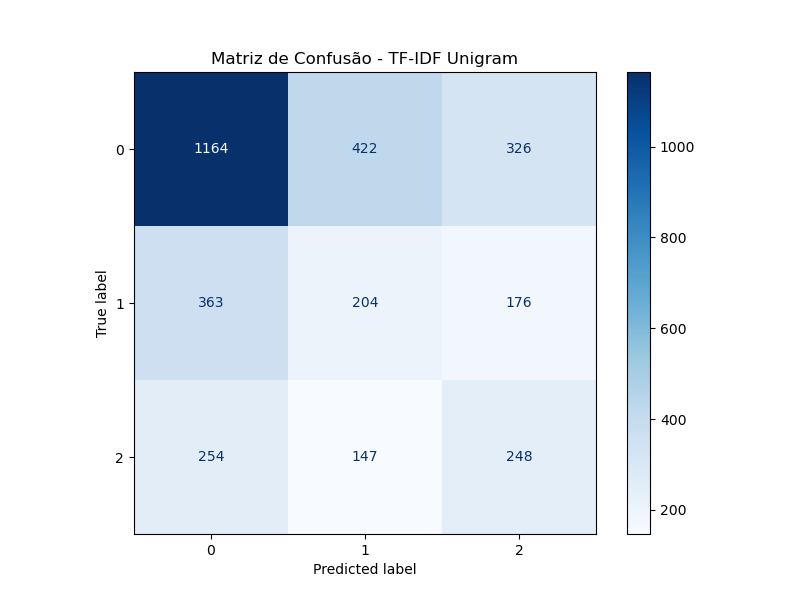 Matriz de Confusão - TF-IDF Unigram
0 1164 422 326
1 363 204 176
2 254 147 248
0 1 2
Predicted label
True label
1000
800
600
400
200